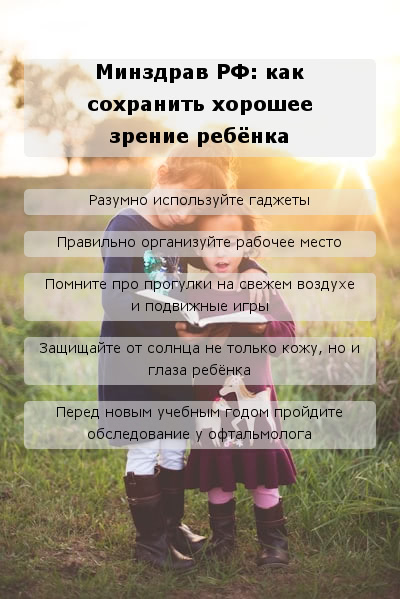 Минздрав РФ: как
сохранить хорошее
зрение ребёнка
Разумно используйте гаджеты
Правильно организуйте рабочее место
Помните про прогулки на свежем воздухе
и подвижные игры
Защищайте от солнца не только кожу, но и
глаза ребёнка
Перед новым учебным годом пройдите
обследование у офтальмолога